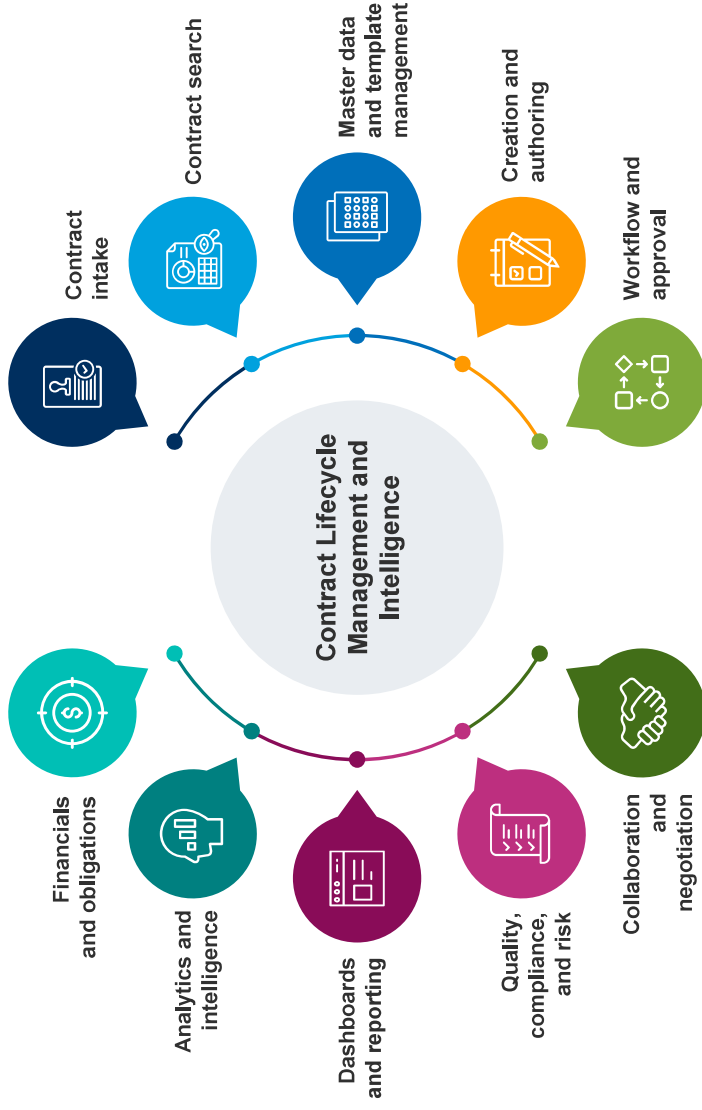 Contract Lifecycle
Management and
Intelligence
Contract
intake
Contract search
Master data
and template
management
Creation and
authoring
Workflow and
approval
Collaboration
and
negotiation
Quality,
compliance,
and risk
Dashboards
and reporting
Analytics and
intelligence
Financials
and obligations
$